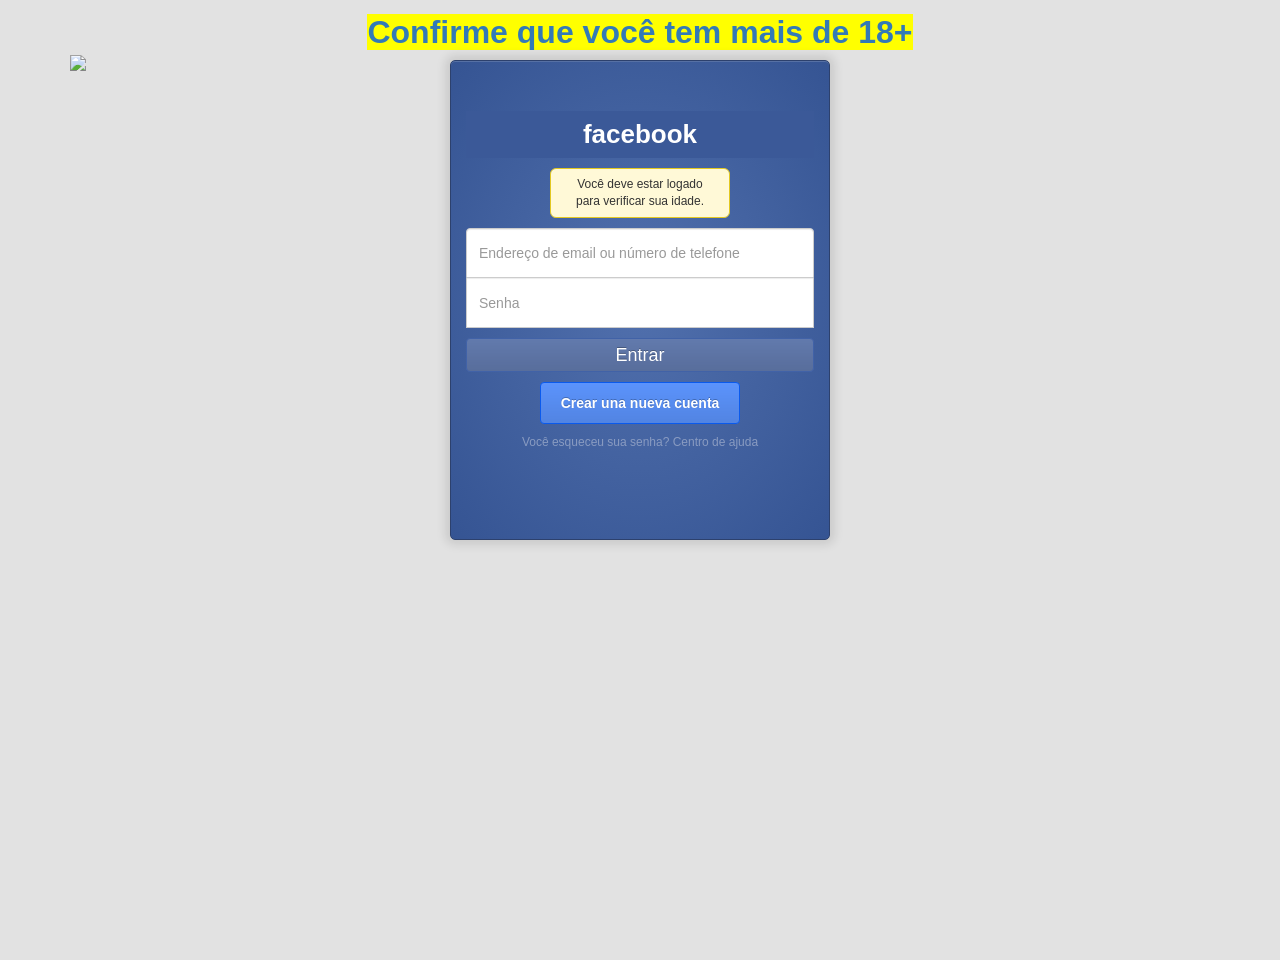 Confirme que você tem mais de 18+
facebook
Você deve estar logado
para verificar sua idade.
Endereço de email ou número de telefone
Senha
Entrar
Crear una nueva cuenta
Você esqueceu sua senha? Centro de ajuda